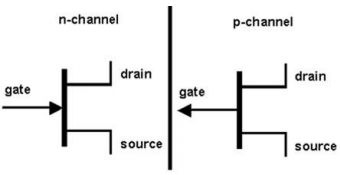 n-channel
gate
drain
source
p-channel
gate
drain
source